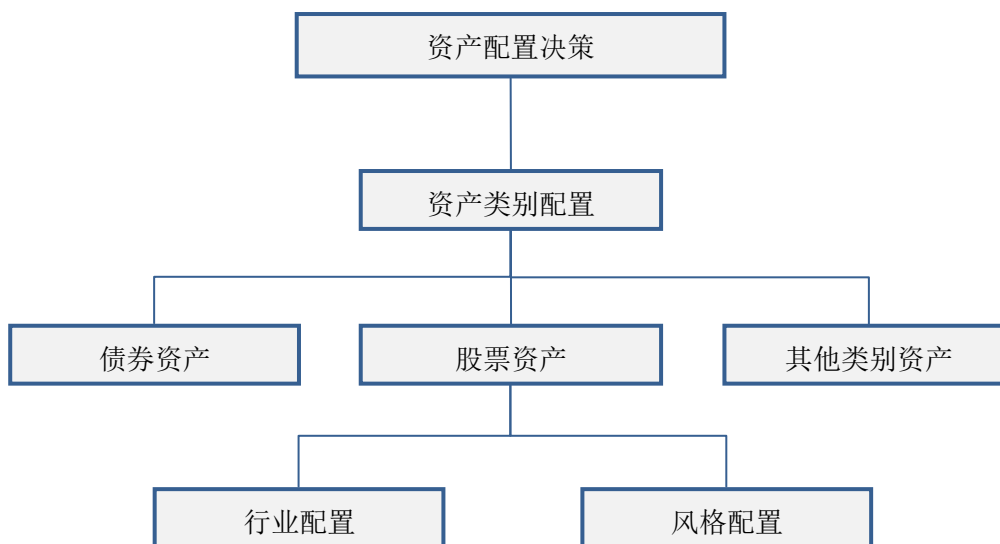 资产配置决策
资产类别配置
债券资产
股票资产
其他类别资产
行业配置
风格配置